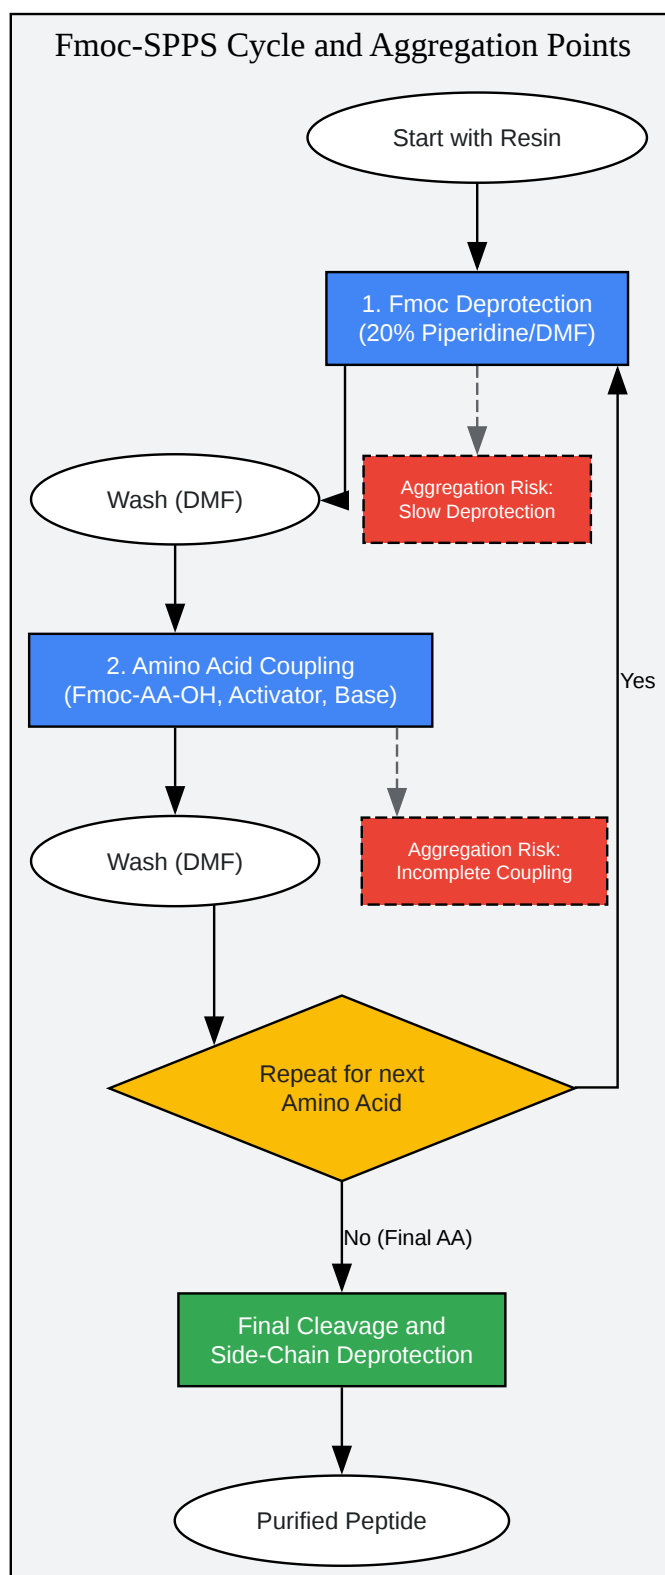 Fmoc-SPPS Cycle and Aggregation Points
Start with Resin
1. Fmoc Deprotection
(20% Piperidine/DMF)
Wash (DMF)
Aggregation Risk:
Slow Deprotection
2. Amino Acid Coupling
(Fmoc-AA-OH, Activator, Base)
Yes
Wash (DMF)
Aggregation Risk:
Incomplete Coupling
Repeat for next
Amino Acid
No (Final AA)
Final Cleavage and
Side-Chain Deprotection
Purified Peptide